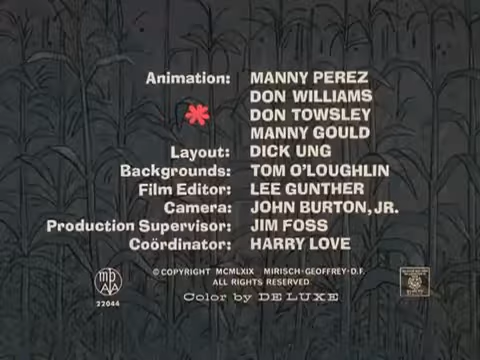 Animation: MANNY PEREZ
DON WILLIAMS
DON TOWSLEY
MANNY GOULD
Layout: DICK UNG
Backgrounds: TOM O'LOUGHLIN
Film Editor: LEE GUNTHER
Camera: JOHN BURTON, JR.
Production Supervisor: JIM FOSS
Coördinator: HARRY LOVE
© COPYRIGHT MCMLXIX MIRISCH-GEOFFREY-D.F.
ALL RIGHTS RESERVED
Color by DE LUXE
22044